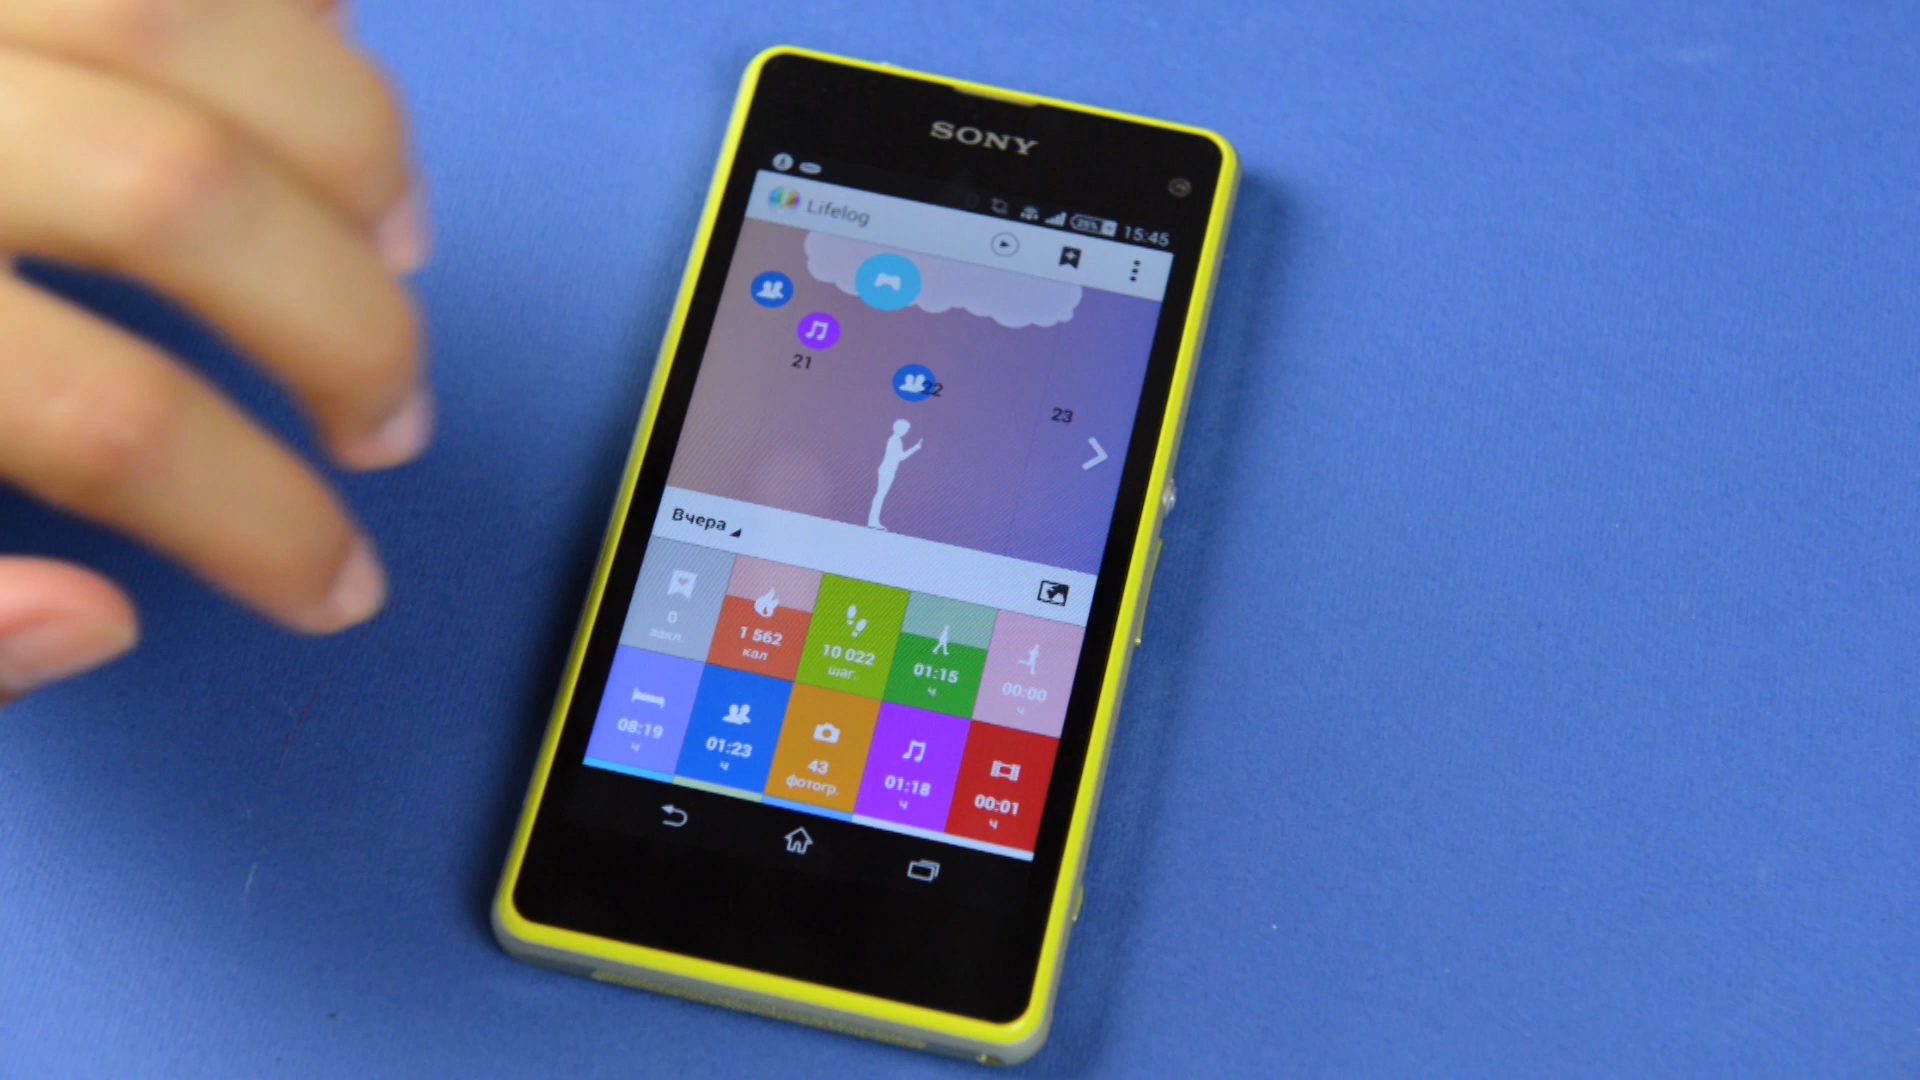 SONY
25%
15:45
Lifelog
21
22
23
Вчера
0
1 562
кал
10 022
шаг.
01:15
ч
00:00
ч
08:19
ч
01:23
ч
43
фотогр.
01:18
ч
00:01
ч